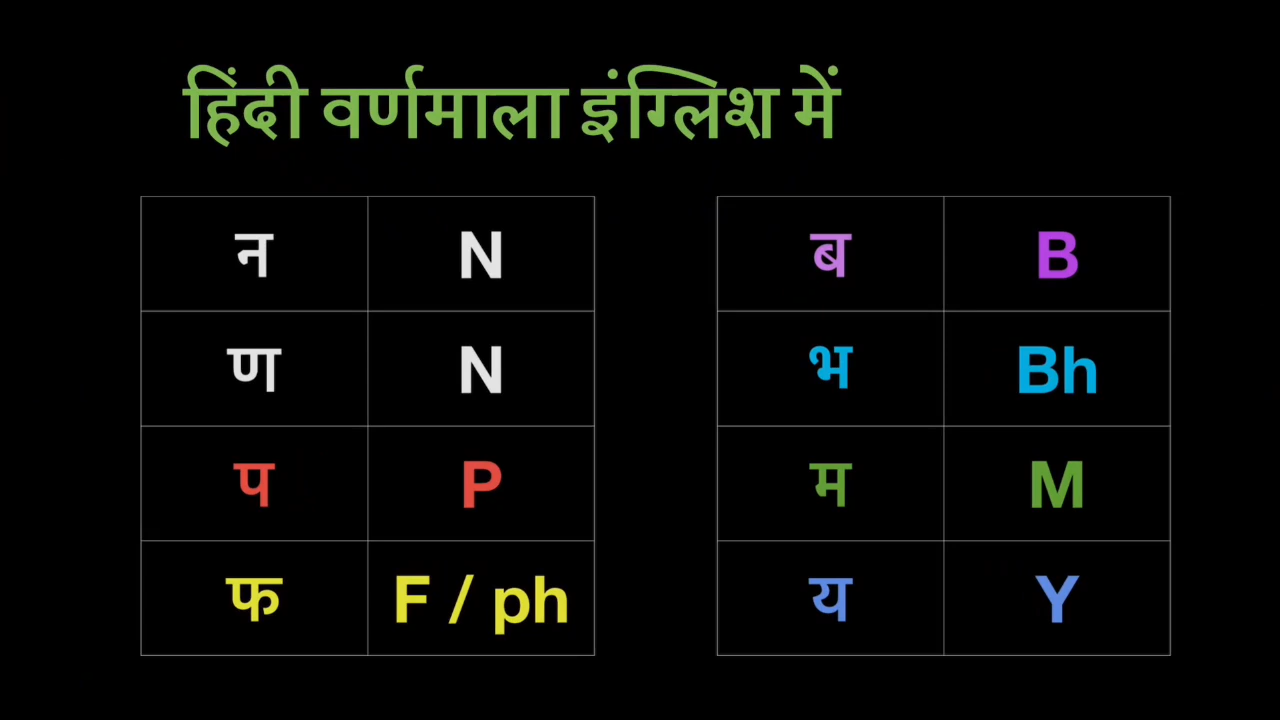 हिंदी वर्णमाला इंग्लिश में
न N ब B
ण N भ Bh
प P म M
फ F / ph य Y